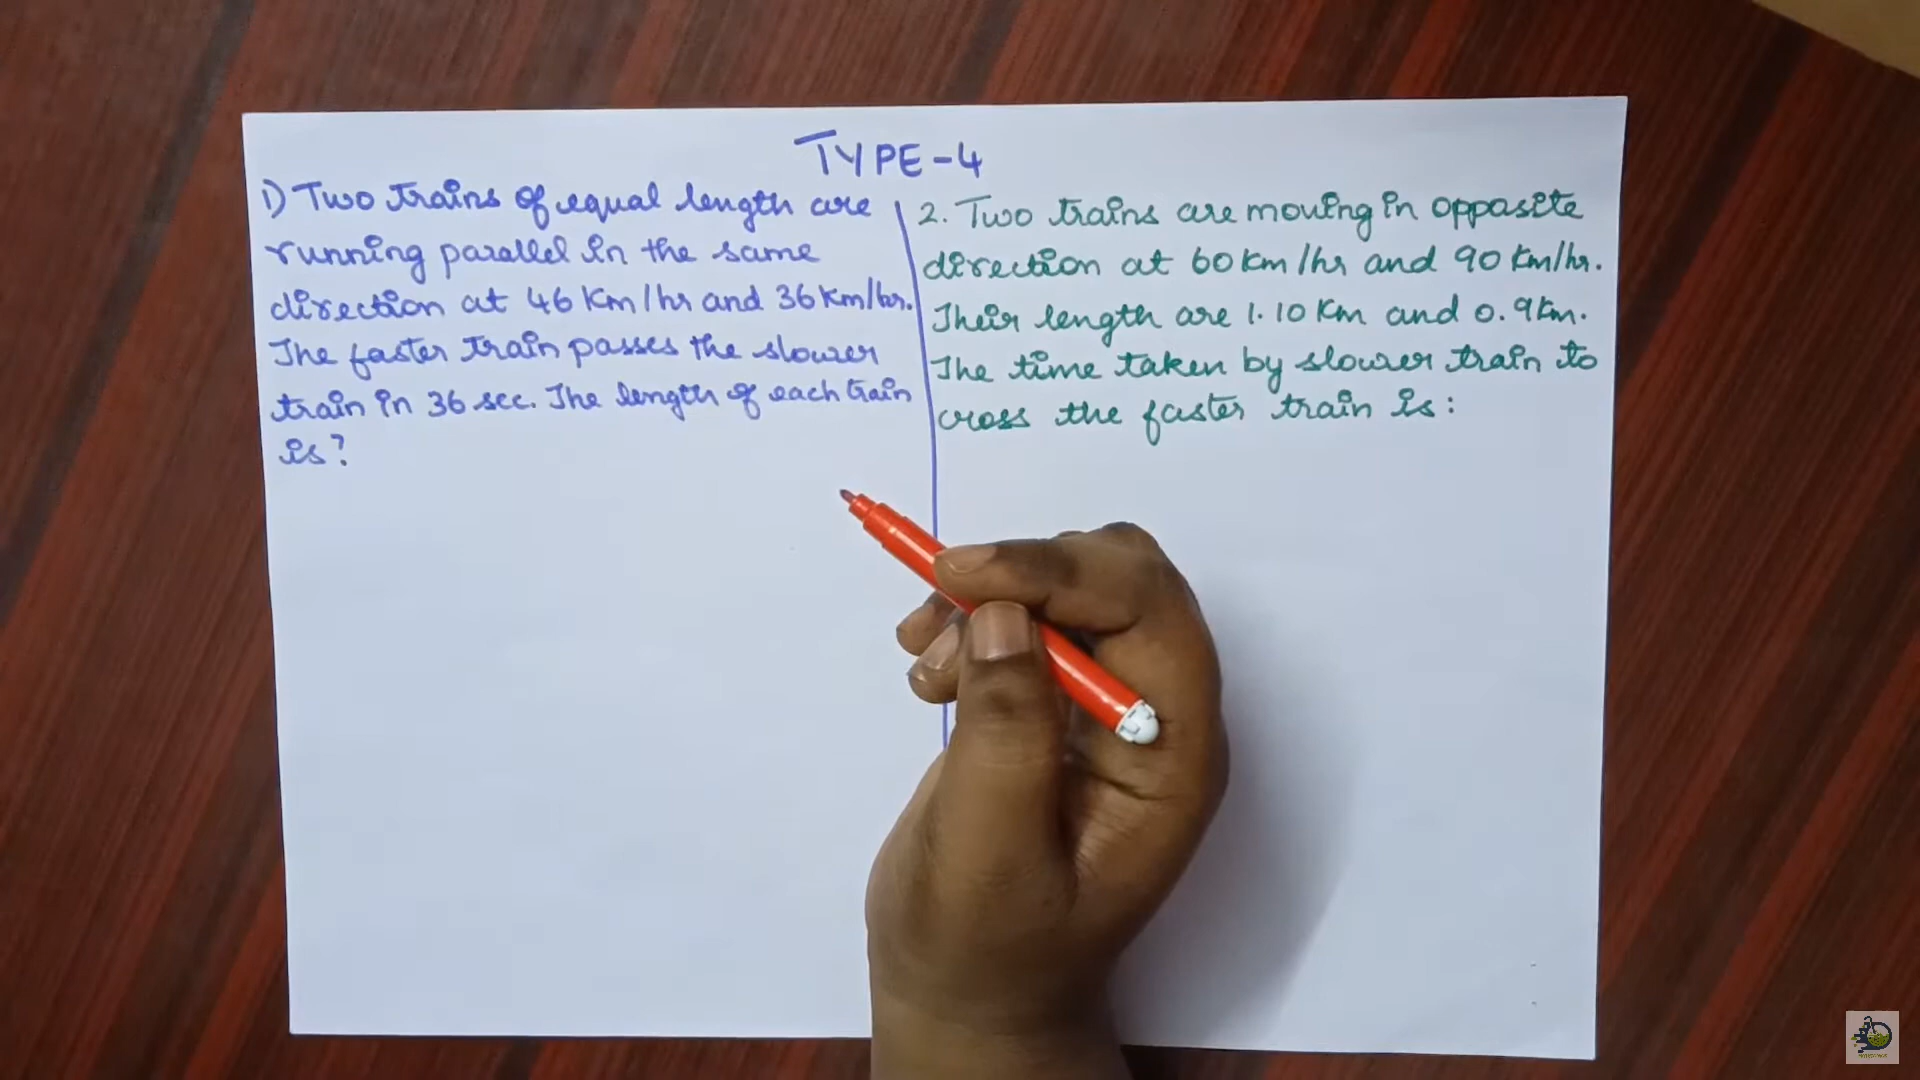 TYPE-4
1) Two trains of equal length are
running parallel in the same
direction at 46 Km/hr and 36 Km/hr.
The faster train passes the slower
train in 36 sec. The length of each train
is?
2. Two trains are moving in opposite
direction at 60 km/hr and 90 Km/hr.
Their length are 1.10 Km and 0.9 Km.
The time taken by slower train to
cross the faster train is: